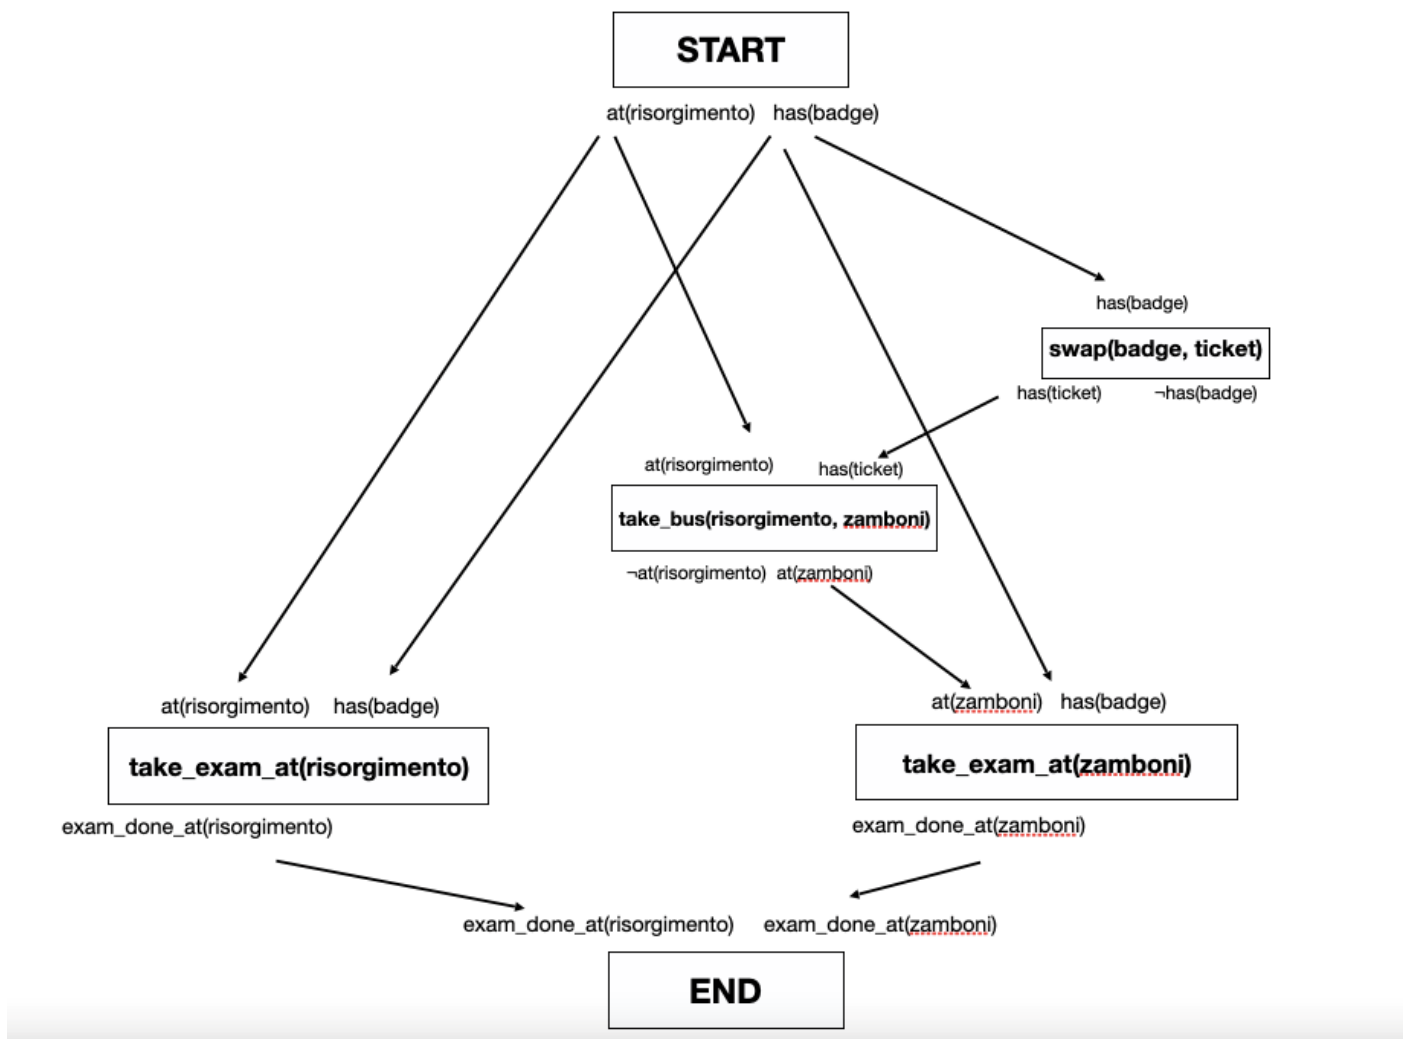 START
at(risorgimento) has(badge)
has(badge)
swap(badge, ticket)
has(ticket) ¬has(badge)
at(risorgimento) has(ticket)
take_bus(risorgimento, zamboni)
¬at(risorgimento) at(zamboni)
at(risorgimento) has(badge)
take_exam_at(risorgimento)
exam_done_at(risorgimento)
at(zamboni) has(badge)
take_exam_at(zamboni)
exam_done_at(zamboni)
exam_done_at(risorgimento) exam_done_at(zamboni)
END